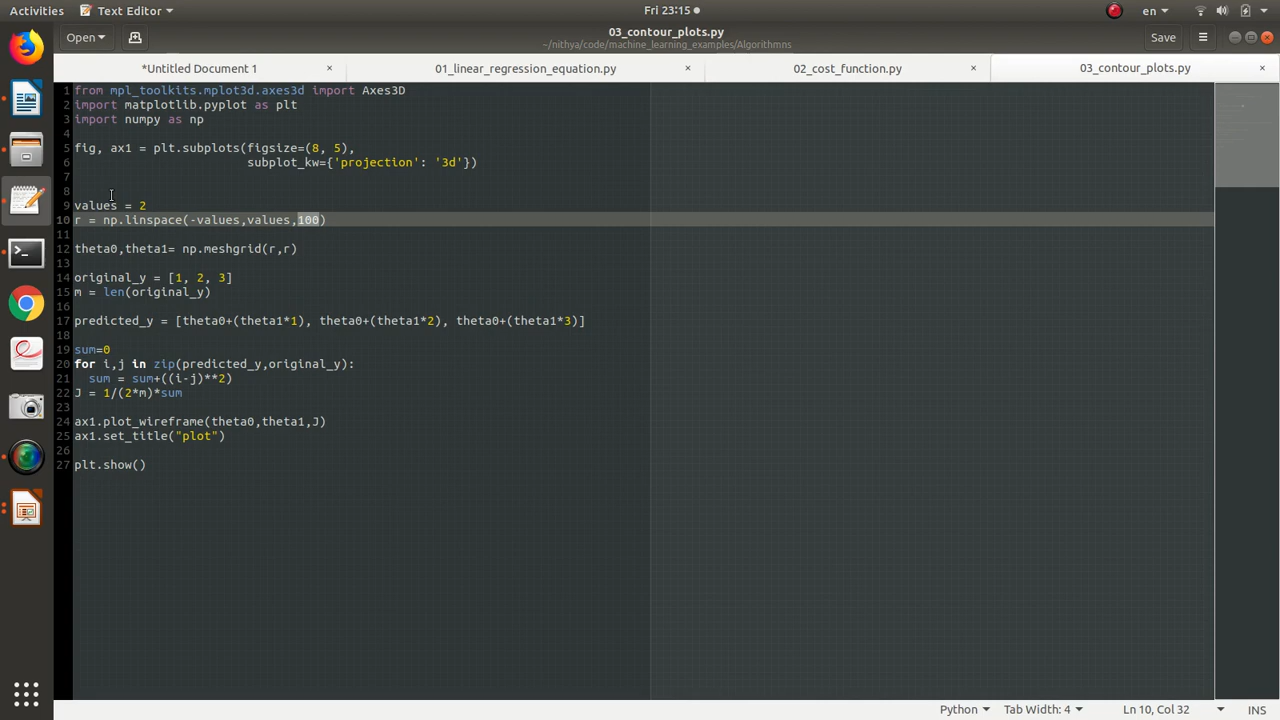 Activities Text Editor Fri 23:15 en
Open 03_contour_plots.py Save
~/nithya/code/machine_learning_examples/Algorithmns
*Untitled Document 1 × 01_linear_regression_equation.py × 02_cost_function.py × 03_contour_plots.py ×
1 from mpl_toolkits.mplot3d.axes3d import Axes3D
2 import matplotlib.pyplot as plt
3 import numpy as np
4
5 fig, ax1 = plt.subplots(figsize=(8, 5),
6 subplot_kw={'projection': '3d'})
7
8
9 values = 2
10 r = np.linspace(-values,values,100)
11
12 theta0,theta1= np.meshgrid(r,r)
13
14 original_y = [1, 2, 3]
15 m = len(original_y)
16
17 predicted_y = [theta0+(theta1*1), theta0+(theta1*2), theta0+(theta1*3)]
18
19 sum=0
20 for i,j in zip(predicted_y,original_y):
21 sum = sum+((i-j)**2)
22 J = 1/(2*m)*sum
23
24 ax1.plot_wireframe(theta0,theta1,J)
25 ax1.set_title("plot")
26
27 plt.show()
Python Tab Width: 4 Ln 10, Col 32 INS